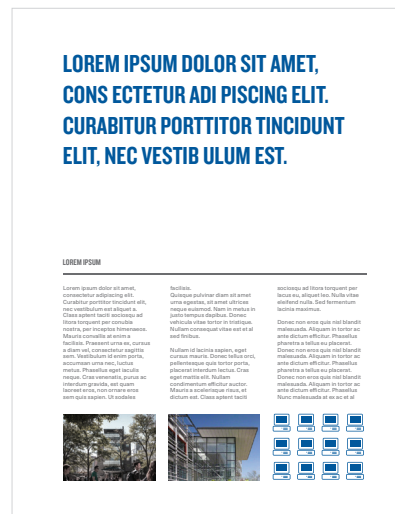 LOREM IPSUM DOLOR SIT AMET,
CONS ECTETUR ADI PISCING ELIT.
CURABITUR PORTTITOR TINCIDUNT
ELIT, NEC VESTIB ULUM EST.
LOREM IPSUM
Lorem ipsum dolor sit amet,
consectetur adipiscing elit.
Curabitur portitor tincidunt elit,
nec vestibulum est aliquet a.
Class aptent taciti sociosqu ad
litora torquent per conubia
nostra, per inceptos himenaeos.
Mauris convallis at enim a
facilisis. Praesent urna ex, cursus
a diam vel, consectetur sagittis
sem. Vestibulum id enim porta,
accumsan urna nec, luctus
metus. Phasellus eget iaculis
neque. Cras venenatis, purus ac
interdum gravida, est quam
laoreet eros, non ornare eros
sem quis sapien. Ut sodales
facilisis.
Quisque pulvinar diam sit amet
urna egestas, sit amet ultrices
neque euismod. Nam in metus in
justo tempus dapibus. Donec
vehicula vitae tortor in tristique.
Nullam consequat vitae est et al
sed finibus.
Nullam id lacinia sapien, eget
cursus mauris. Donec tellus orci,
pellentesque quis tortor porta,
placerat interdum lectus. Cras
eget mattis elit. Nullam
condimentum efficitur auctor.
Mauris a scelerisque risus, et
dictum est. Class aptent taciti
sociosqu ad litora torquent per
lacus eu, aliquet leo. Nulla vitae
eleifend nulla. Sed fermentum
lacinia maximus.
Donec non eros quis nisl blandit
malesuada. Aliquam in tortor ac
ante dictum efficitur. Phasellus
pharetra a tellus eu placerat.
Donec non eros quis nisl blandit
malesuada. Aliquam in tortor ac
ante dictum efficitur. Phasellus
pharetra a tellus eu placerat.
Donec non eros quis nisl blandit
malesuada. Aliquam in tortor ac
ante dictum efficitur. Phasellus
Nunc malesuada at ex ac et al